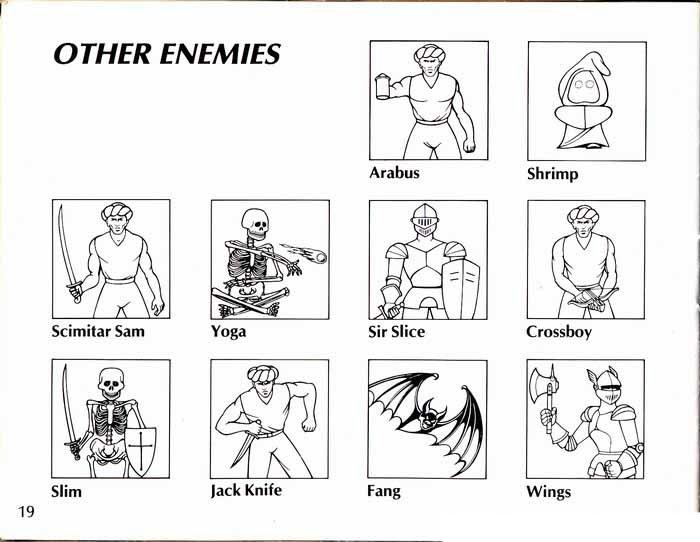 OTHER ENEMIES
Arabus
Shrimp
Scimitar Sam
Yoga
Sir Slice
Crossboy
Slim
Jack Knife
Fang
Wings
19